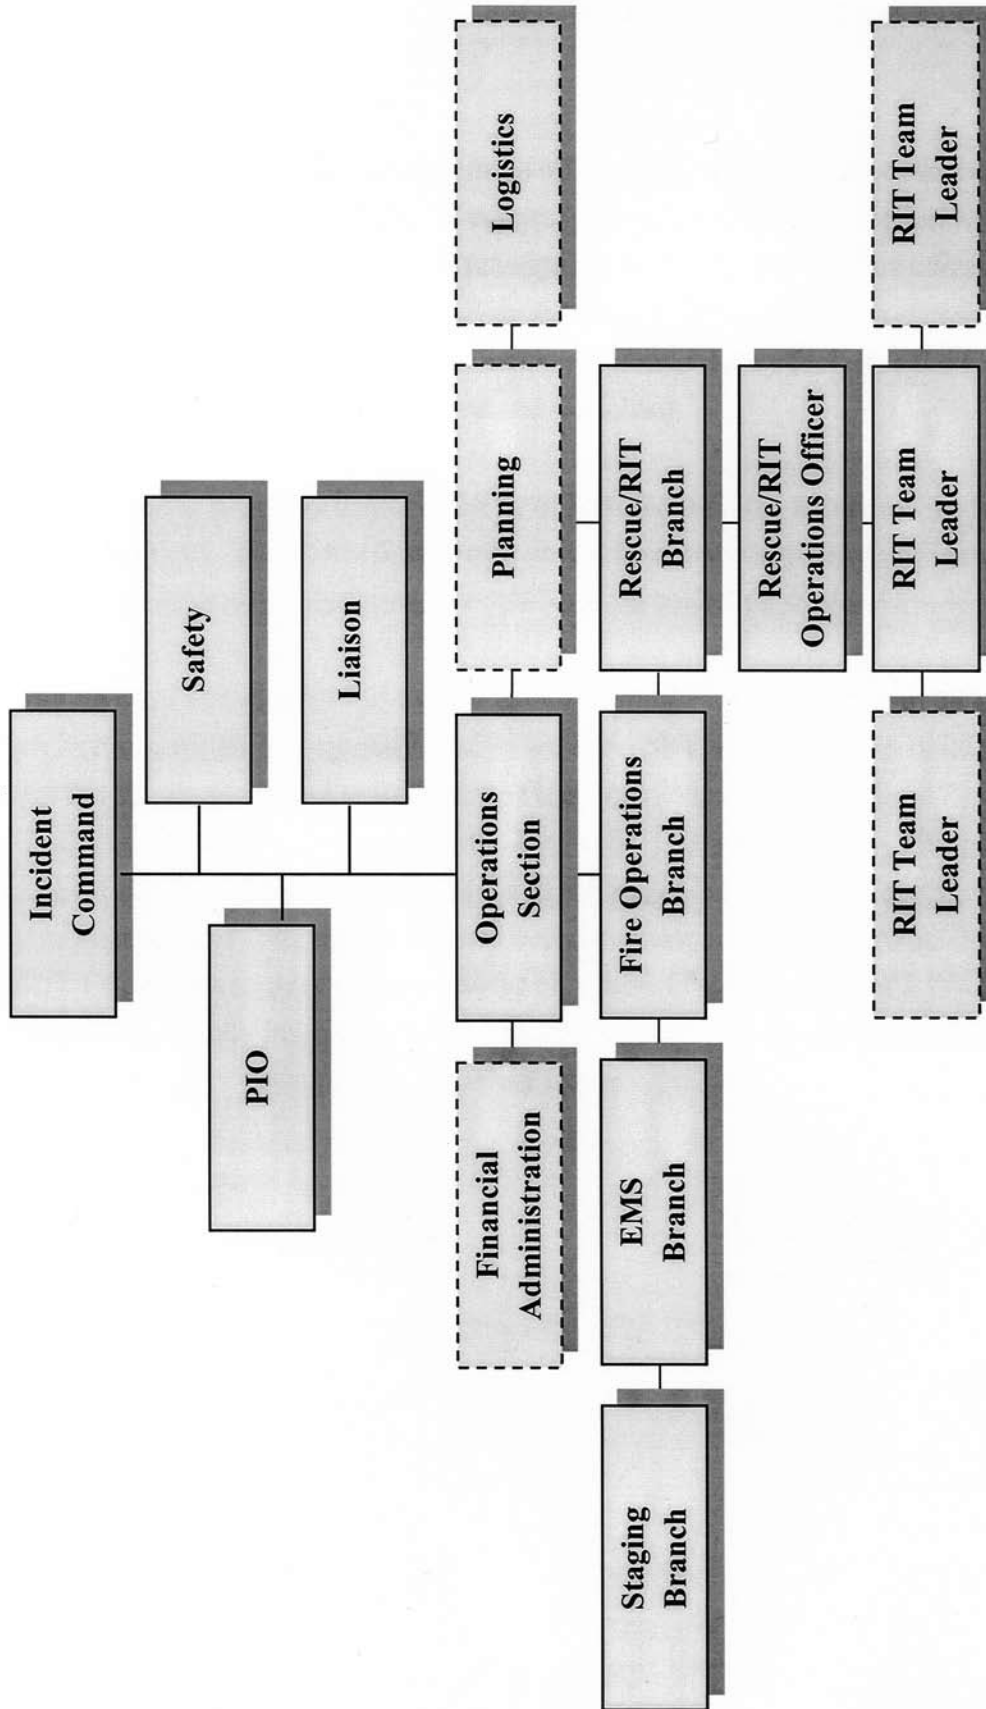 Incident
Command
Safety
PIO
Liaison
Financial
Administration
Operations
Section
Planning
Logistics
Staging
Branch
EMS
Branch
Fire Operations
Branch
Rescue/RIT
Branch
Rescue/RIT
Operations Officer
RIT Team
Leader
RIT Team
Leader
RIT Team
Leader